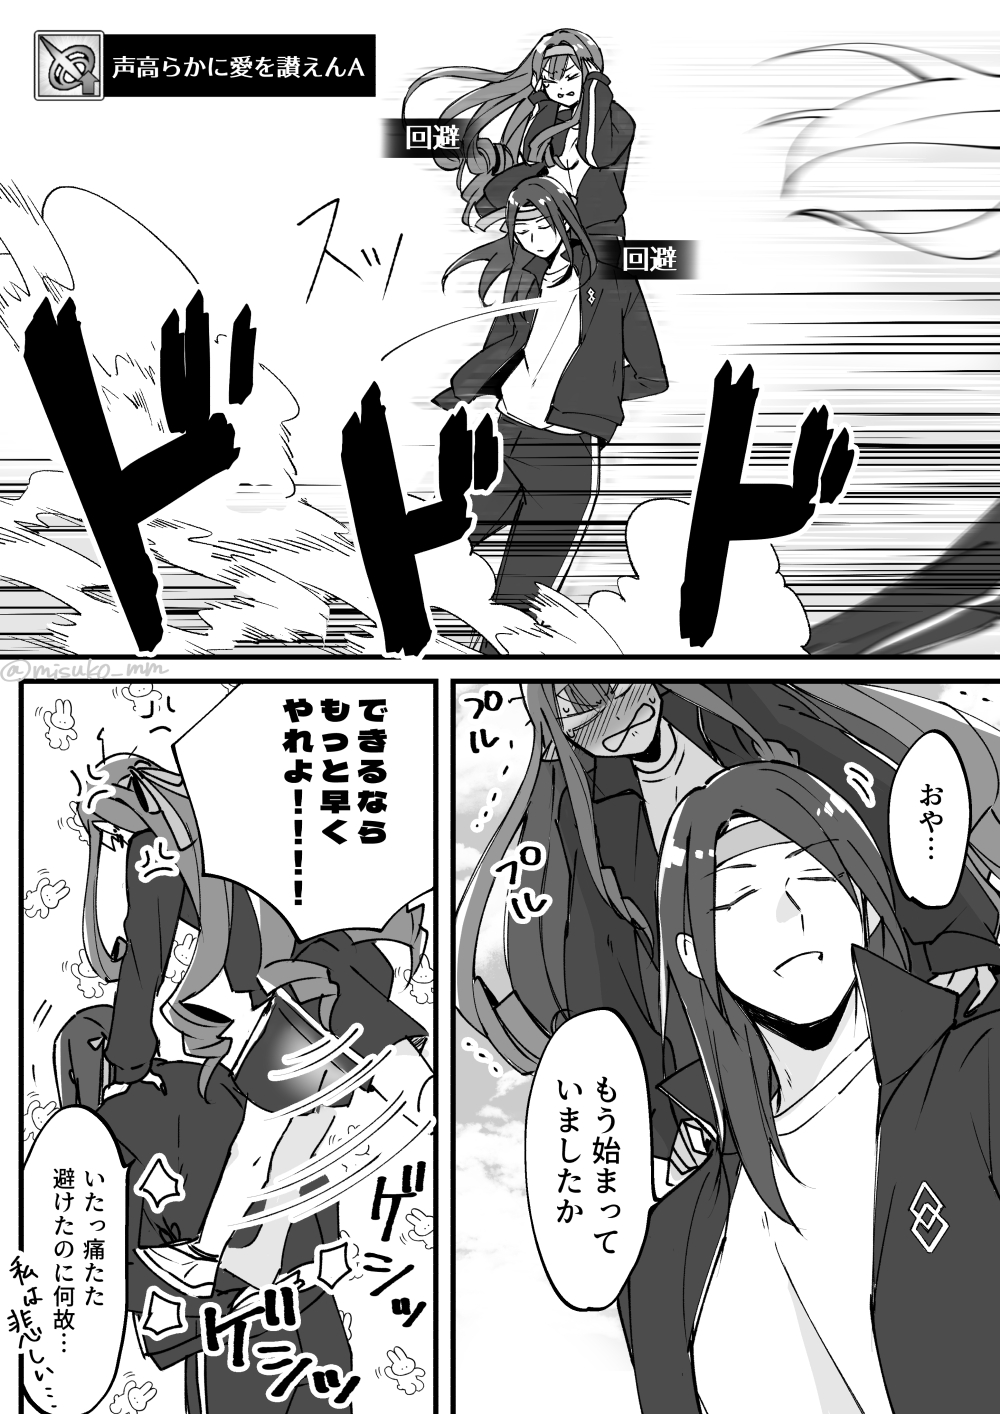 声高らかに愛を讃えんA
回避
回避
スッ
ドドド
@misuko_mm
おや…
プル
プル
もう始まって
いましたか
できるなら
もっと早く
やれよ！！！！
ゲシッ
ゲシッ
いたっ痛たた
避けたのに何故…
私は悲しい…